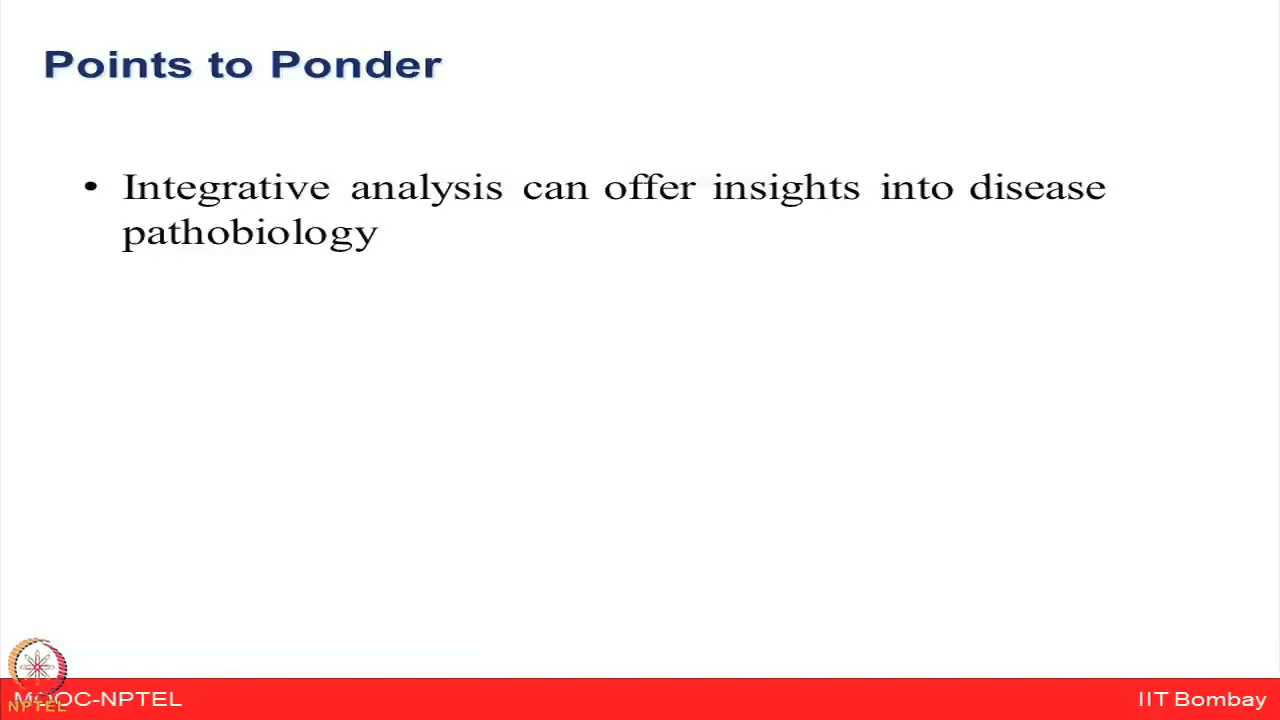 Points to Ponder
• Integrative analysis can offer insights into disease
pathobiology
MOOC-NPTEL
NPTEL
IIT Bombay